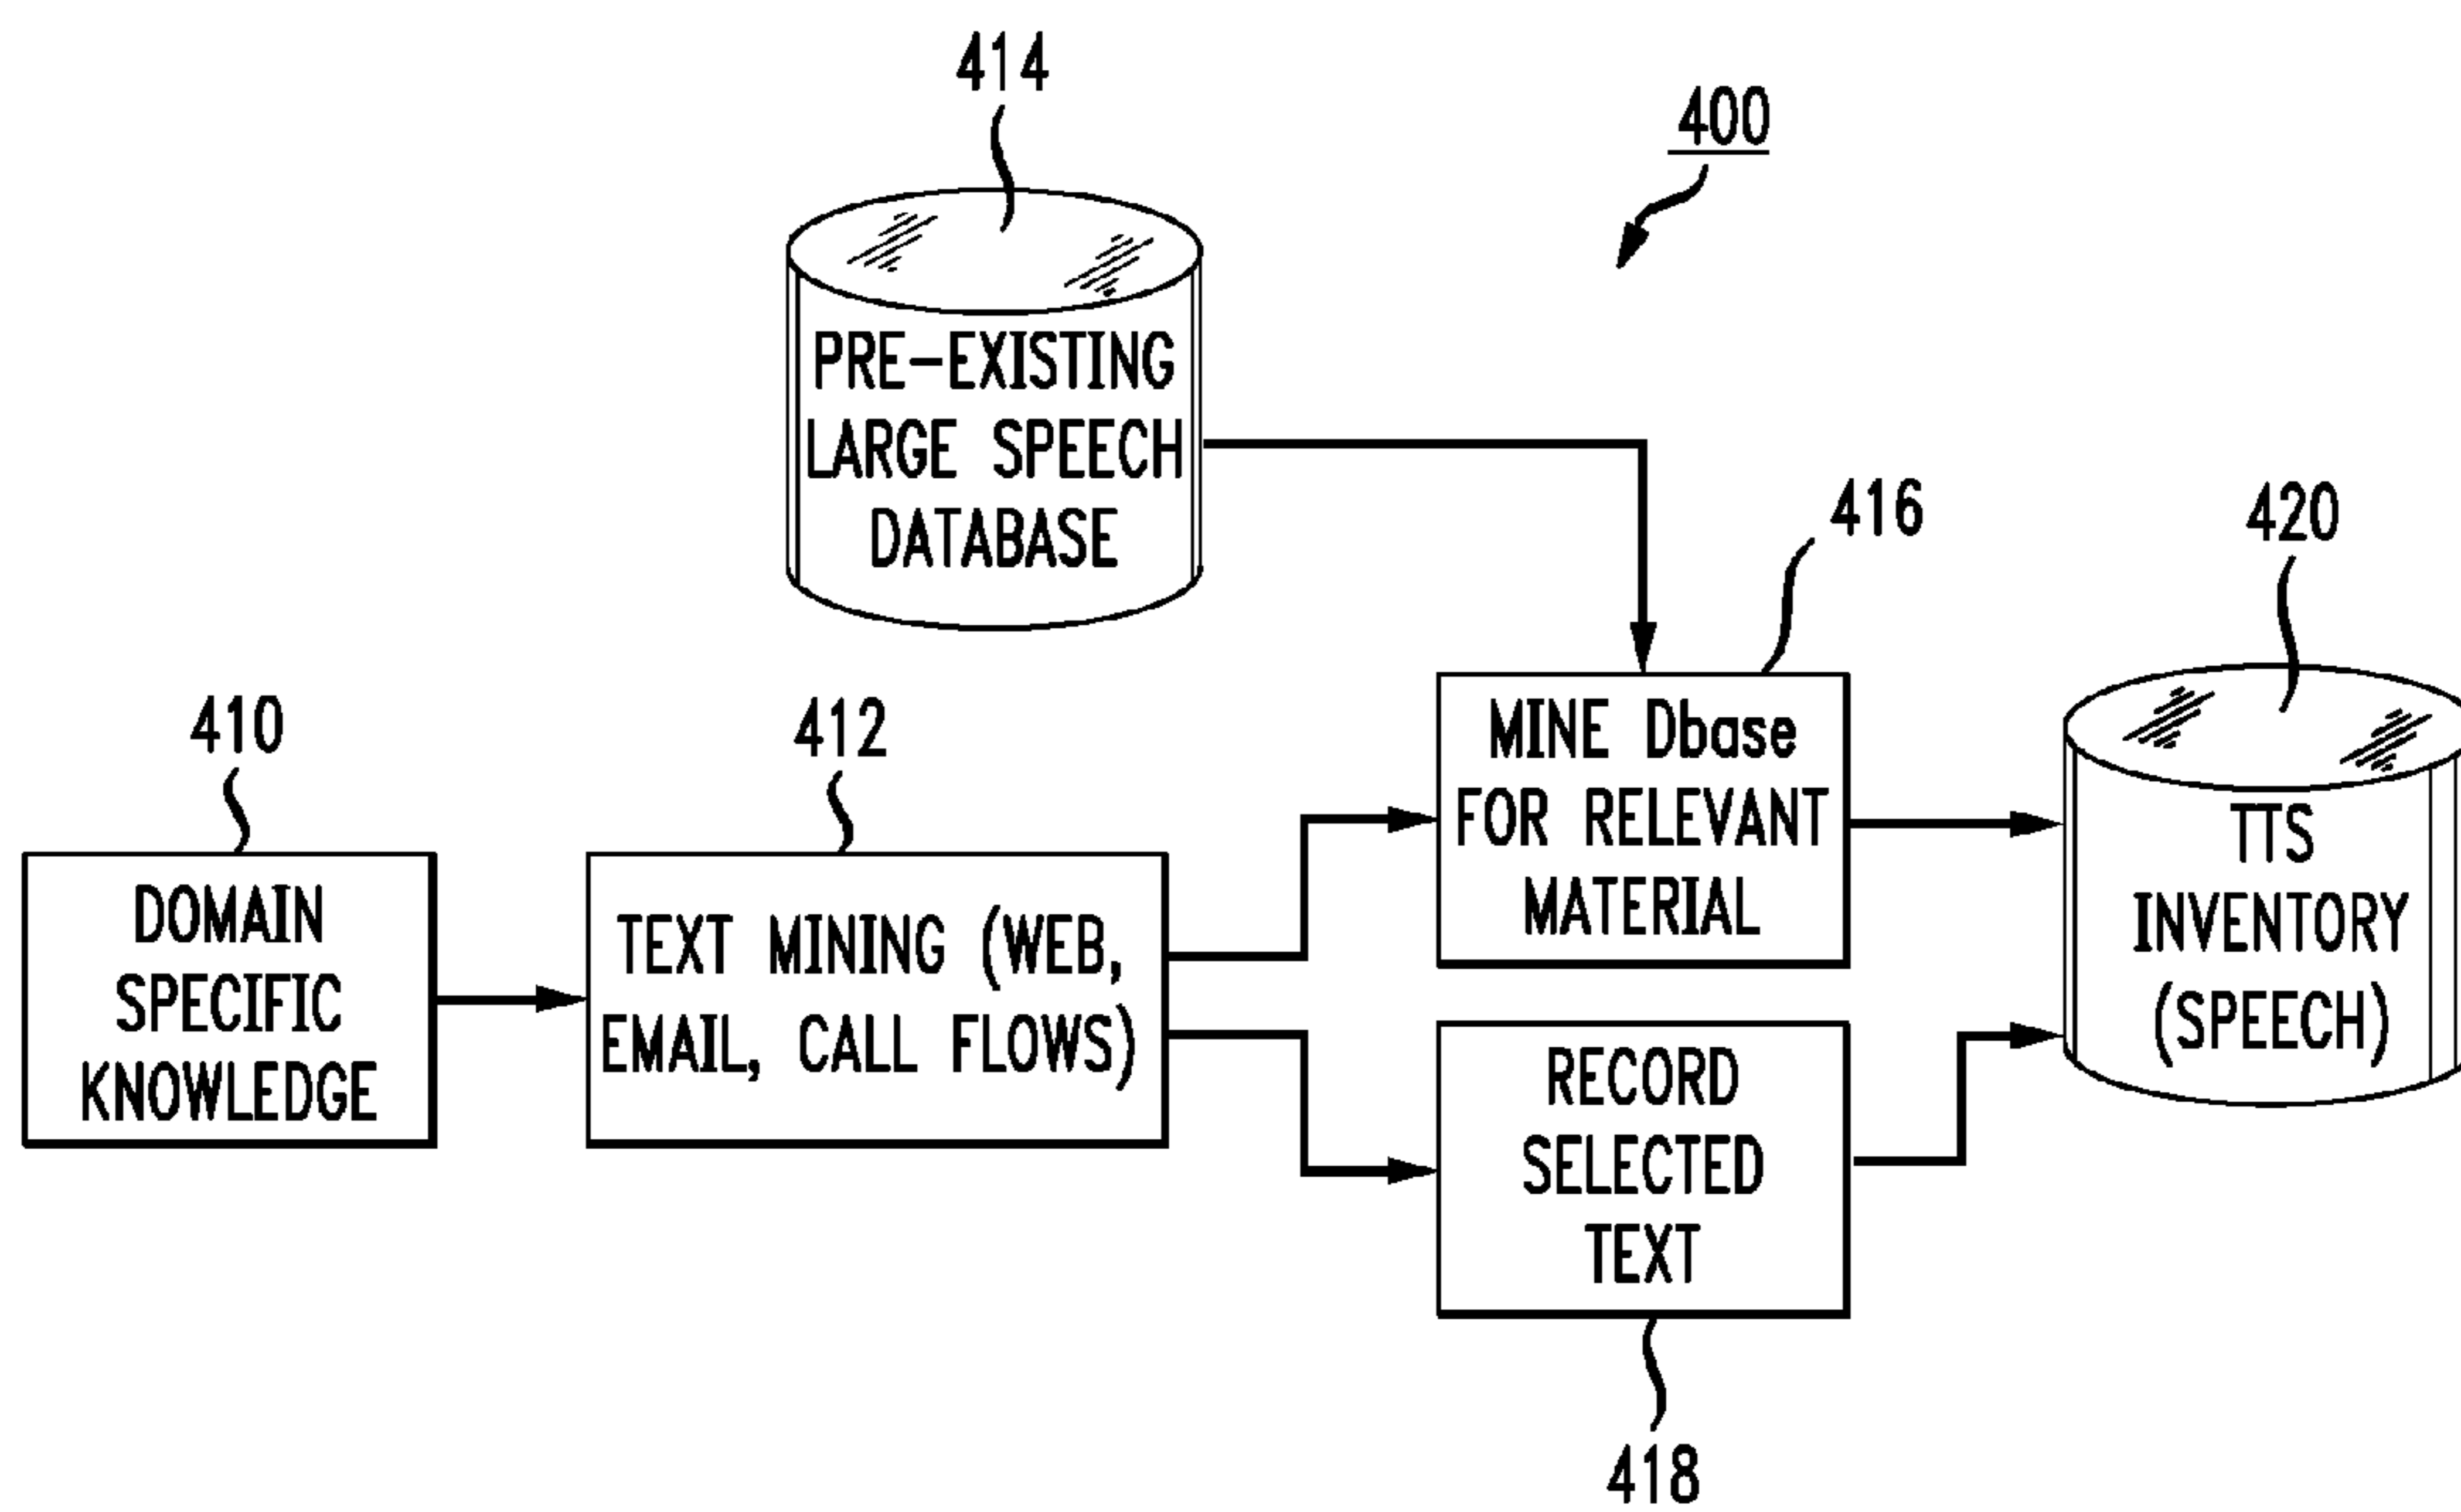 414
400
PRE-EXISTING
LARGE SPEECH
DATABASE
416
420
410
412
MINE Dbase
FOR RELEVANT
MATERIAL
TTS
INVENTORY
(SPEECH)
DOMAIN
SPECIFIC
KNOWLEDGE
TEXT MINING (WEB,
EMAIL, CALL FLOWS)
RECORD
SELECTED
TEXT
418